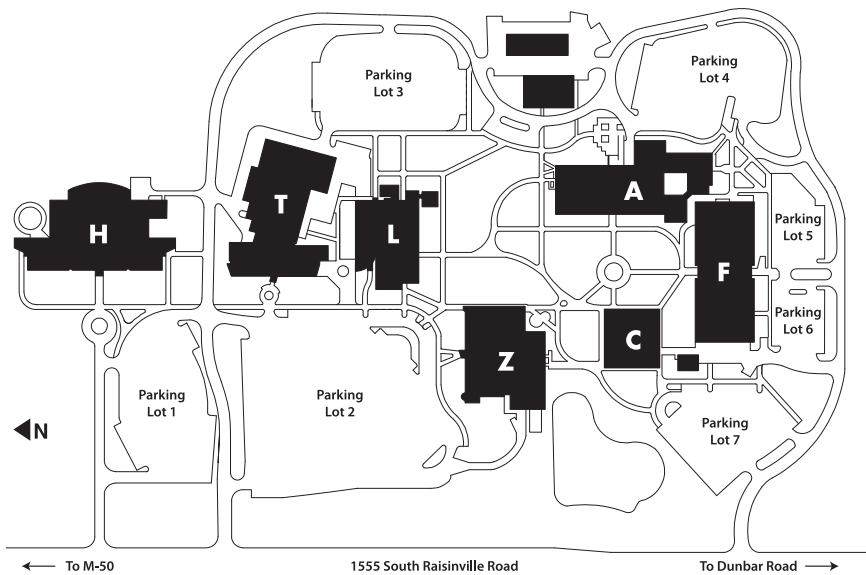 Parking
Lot 3
Parking
Lot 4
H
T
L
A
Parking
Lot 5
F
Parking
Lot 6
C
Z
Parking
Lot 1
Parking
Lot 2
Parking
Lot 7
N
To M-50
1555 South Raisinville Road
To Dunbar Road